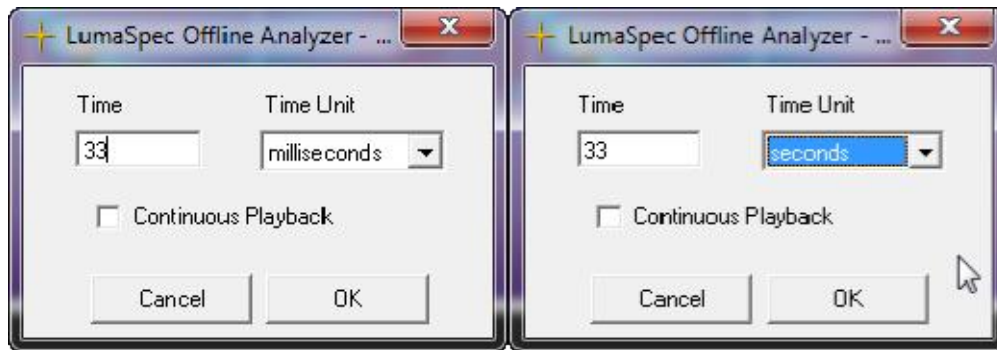 LumaSpec Offline Analyzer - ...
Time Time Unit
33 milliseconds
Continuous Playback
Cancel OK
LumaSpec Offline Analyzer - ...
Time Time Unit
33 seconds
Continuous Playback
Cancel OK